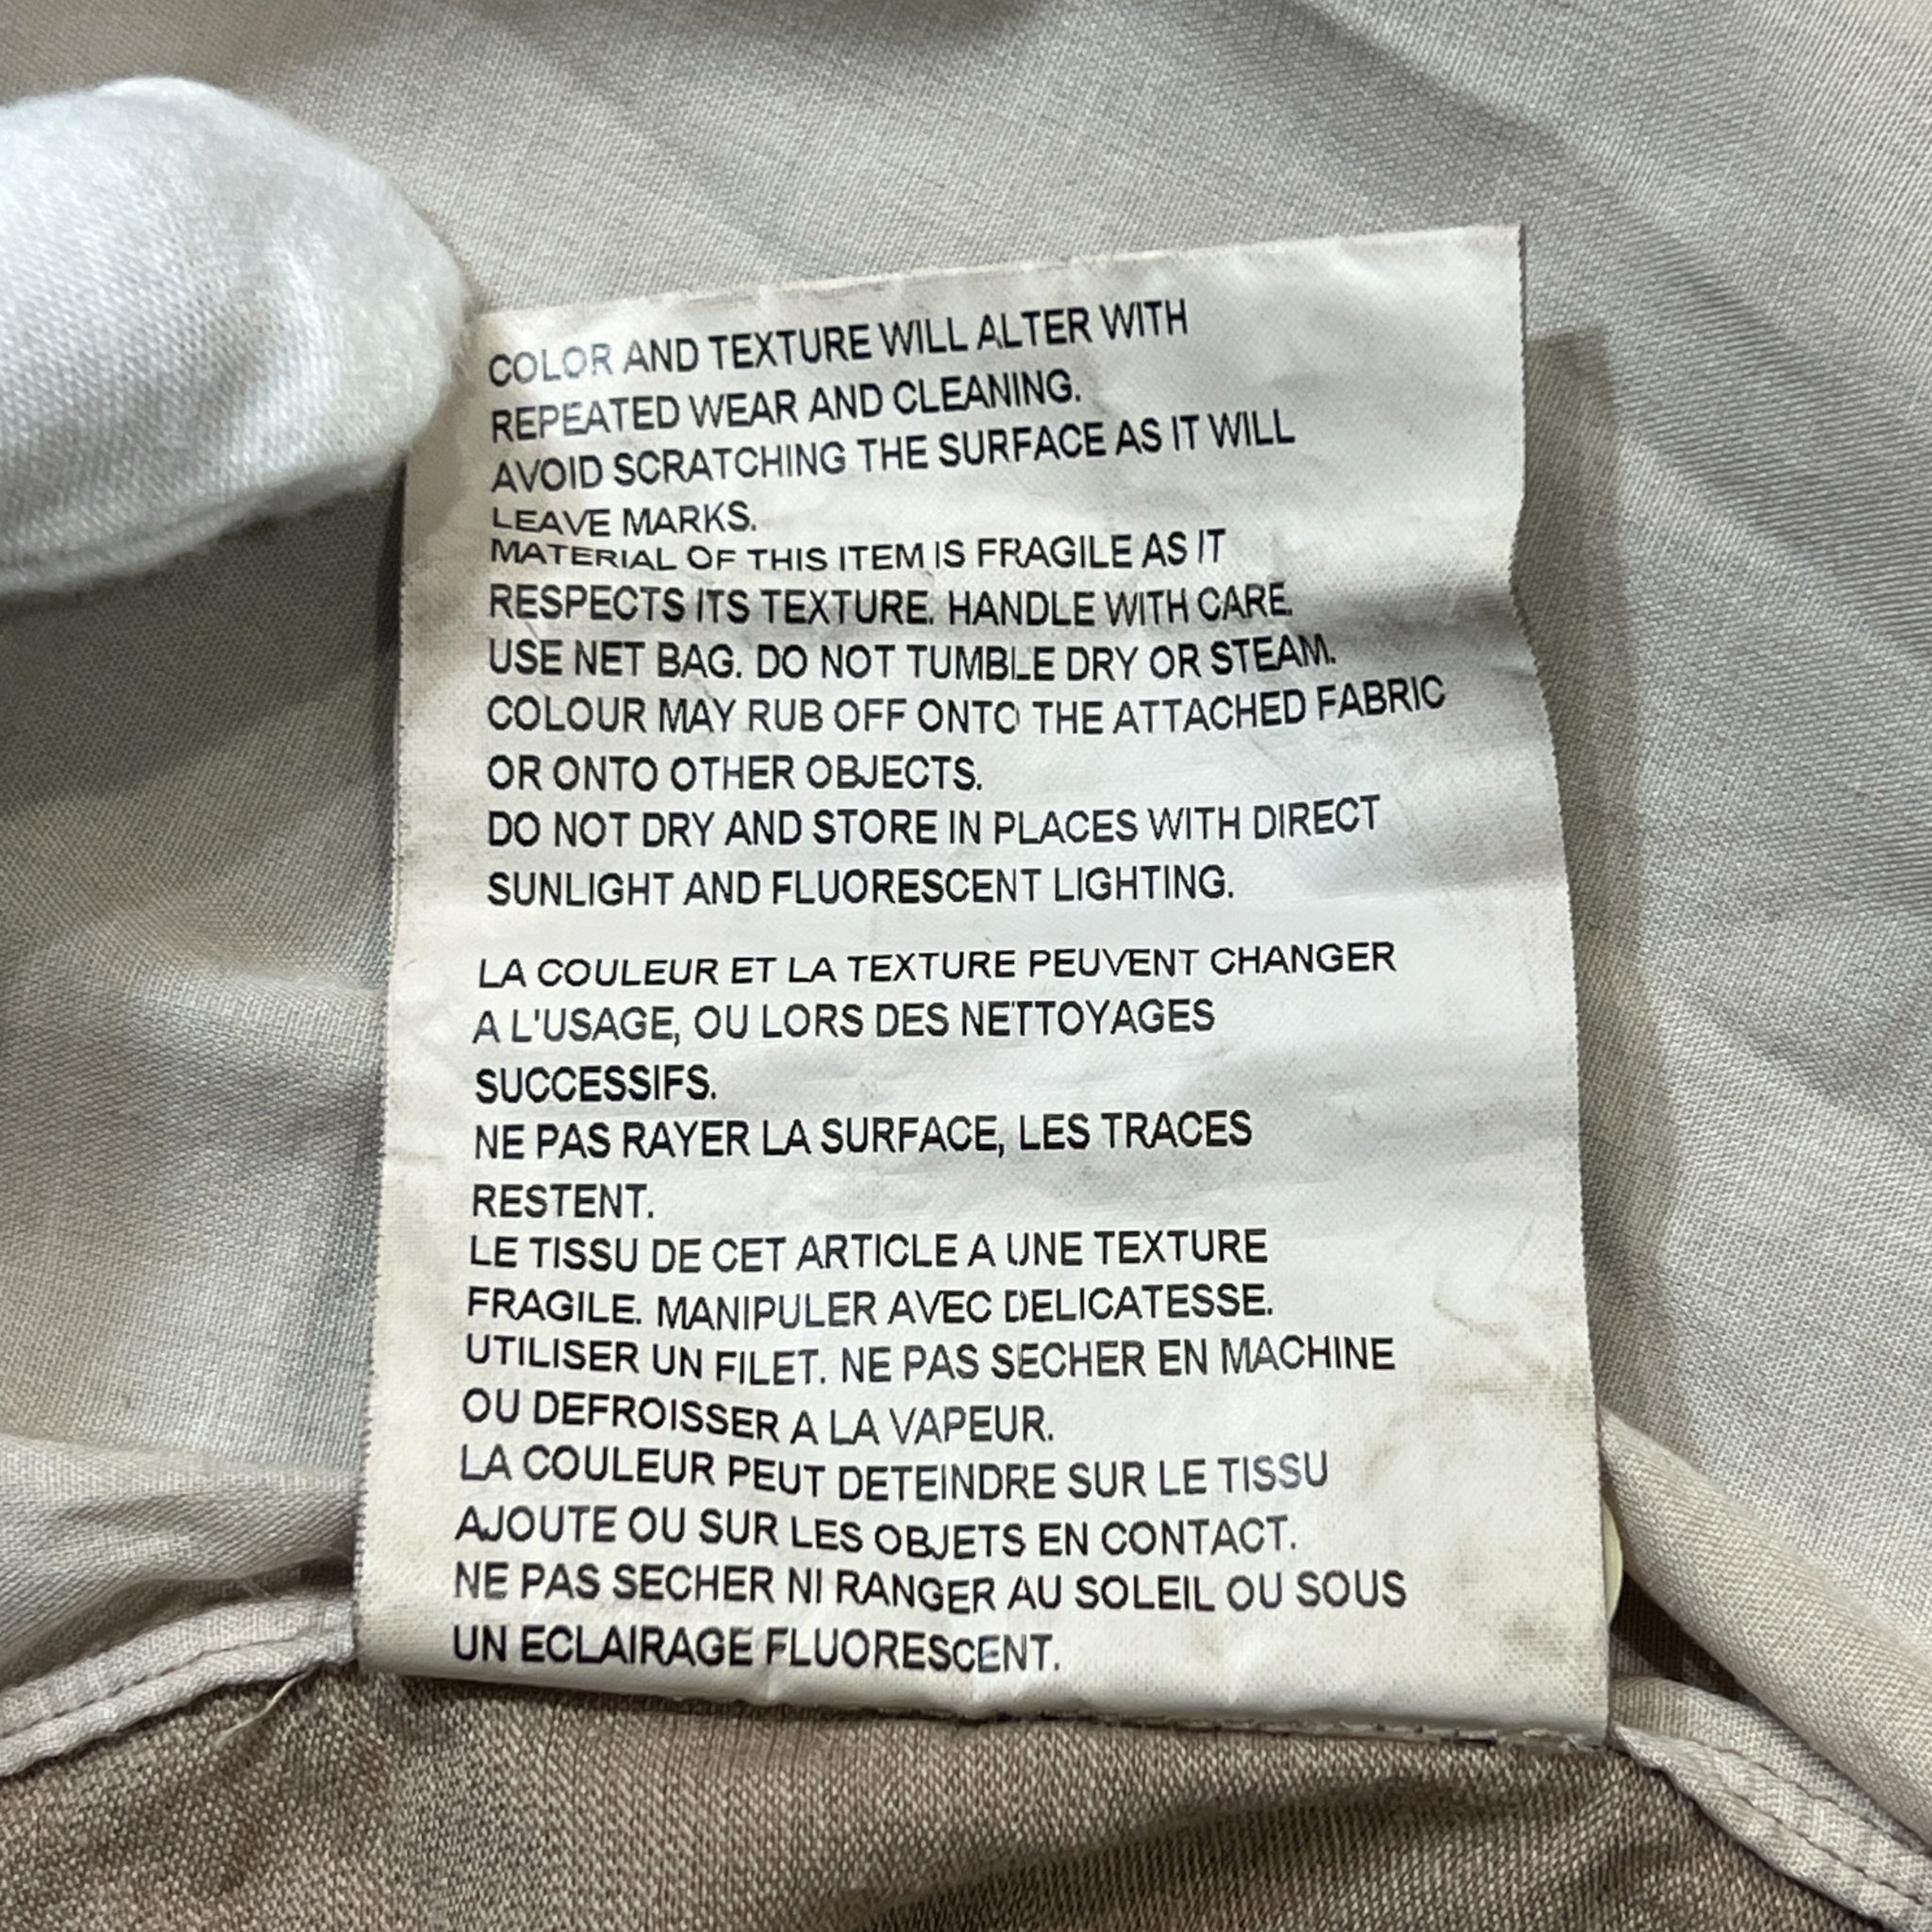 COLOR AND TEXTURE WILL ALTER WITH
REPEATED WEAR AND CLEANING.
AVOID SCRATCHING THE SURFACE AS IT WILL
LEAVE MARKS.
MATERIAL OF THIS ITEM IS FRAGILE AS IT
RESPECTS ITS TEXTURE. HANDLE WITH CARE.
USE NET BAG. DO NOT TUMBLE DRY OR STEAM.
COLOUR MAY RUB OFF ONTO THE ATTACHED FABRIC
OR ONTO OTHER OBJECTS.
DO NOT DRY AND STORE IN PLACES WITH DIRECT
SUNLIGHT AND FLUORESCENT LIGHTING.
LA COULEUR ET LA TEXTURE PEUVENT CHANGER
A L'USAGE, OU LORS DES NETTOYAGES
SUCCESSIFS.
NE PAS RAYER LA SURFACE, LES TRACES
RESTENT.
LE TISSU DE CET ARTICLE A UNE TEXTURE
FRAGILE. MANIPULER AVEC DELICATESSE.
UTILISER UN FILET. NE PAS SECHER EN MACHINE
OU DEFROISSER A LA VAPEUR.
LA COULEUR PEUT DETEINDRE SUR LE TISSU
AJOUTE OU SUR LES OBJETS EN CONTACT.
NE PAS SECHER NI RANGER AU SOLEIL OU SOUS
UN ECLAIRAGE FLUORESCENT.